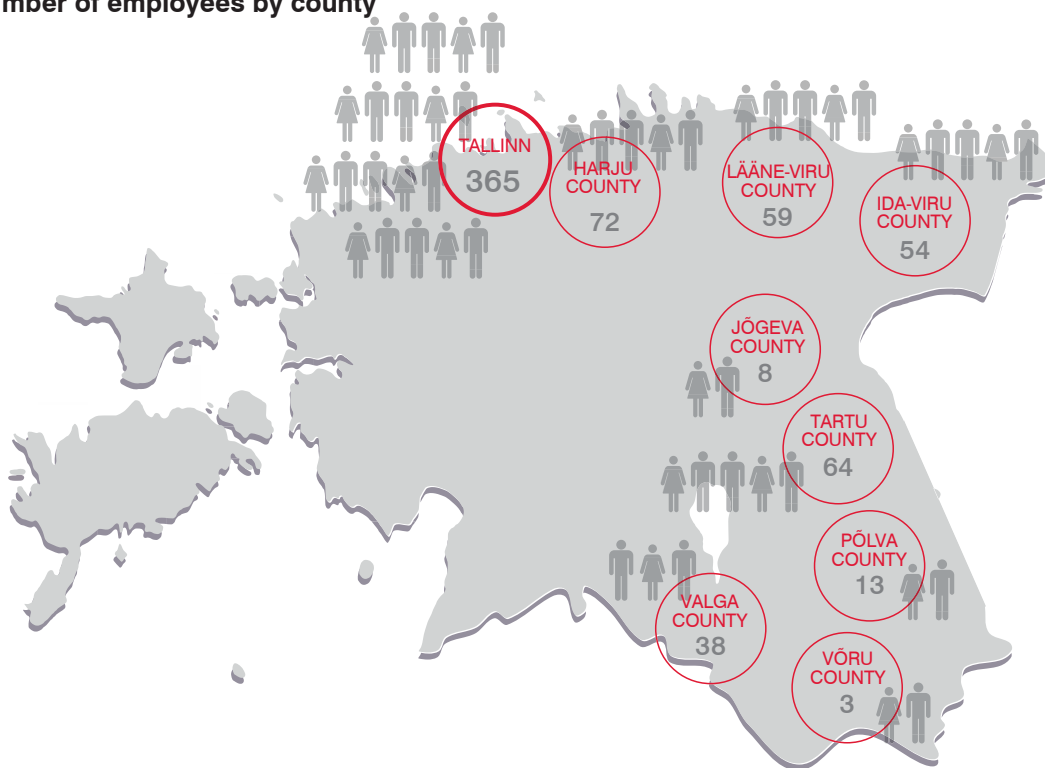 mber of employees by county
TALLINN
365
HARJU
COUNTY
72
LÄÄNE-VIRU
COUNTY
59
IDA-VIRU
COUNTY
54
JÕGEVA
COUNTY
8
TARTU
COUNTY
64
PÕLVA
COUNTY
13
VALGA
COUNTY
38
VÕRU
COUNTY
3